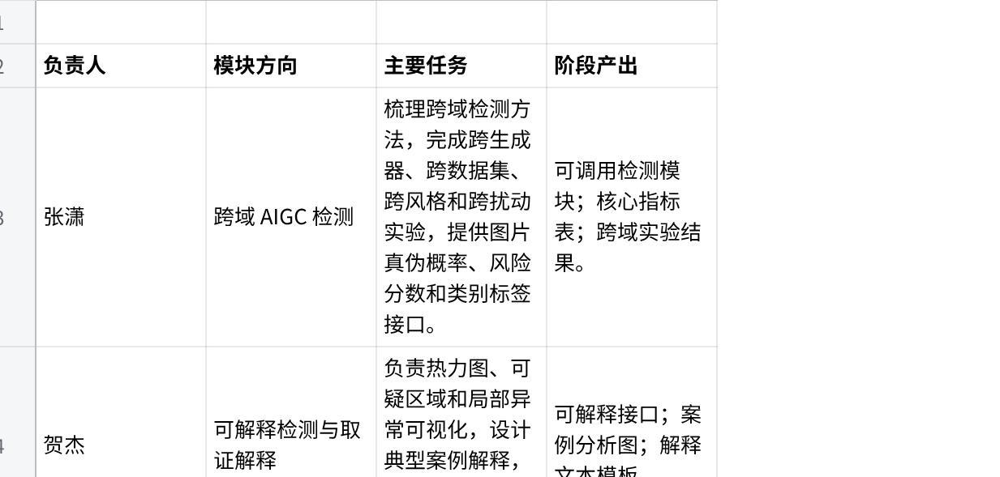 1
2
负责人
模块方向
主要任务
阶段产出
3
张潇
跨域 AIGC 检测
梳理跨域检测方
法，完成跨生成
器、跨数据集、
跨风格和跨扰动
实验，提供图片
真伪概率、风险
分数和类别标签
接口。
可调用检测模
块；核心指标
表；跨域实验结
果。
4
贺杰
可解释检测与取
证解释
负责热力图、可
疑区域和局部异
常可视化，设计
典型案例解释，
可解释接口；案
例分析图；解释
文本模板